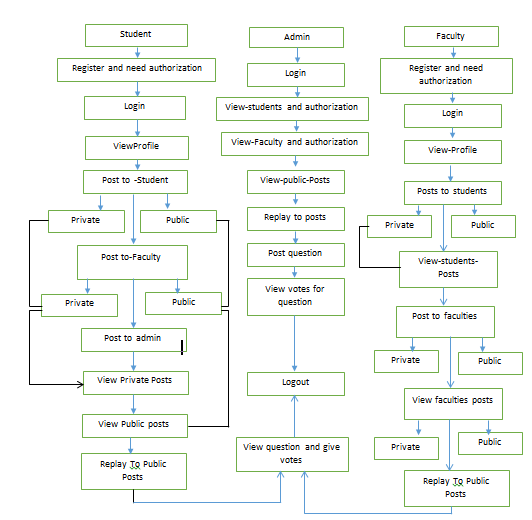 Student
Register and need authorization
Login
ViewProfile
Post to -Student
Private
Public
Post to-Faculty
Private
Public
Post to admin
View Private Posts
View Public posts
Replay To Public
Posts
Admin
Login
View-students and authorization
View-Faculty and authorization
View-public-Posts
Replay to posts
Post question
View votes for
question
Logout
View question and give
votes
Faculty
Register and need
authorization
Login
View-Profile
Posts to students
Private
Public
View-students-
Posts
Post to faculties
Private
Public
View faculties posts
Private
Public
Replay To Public
Posts